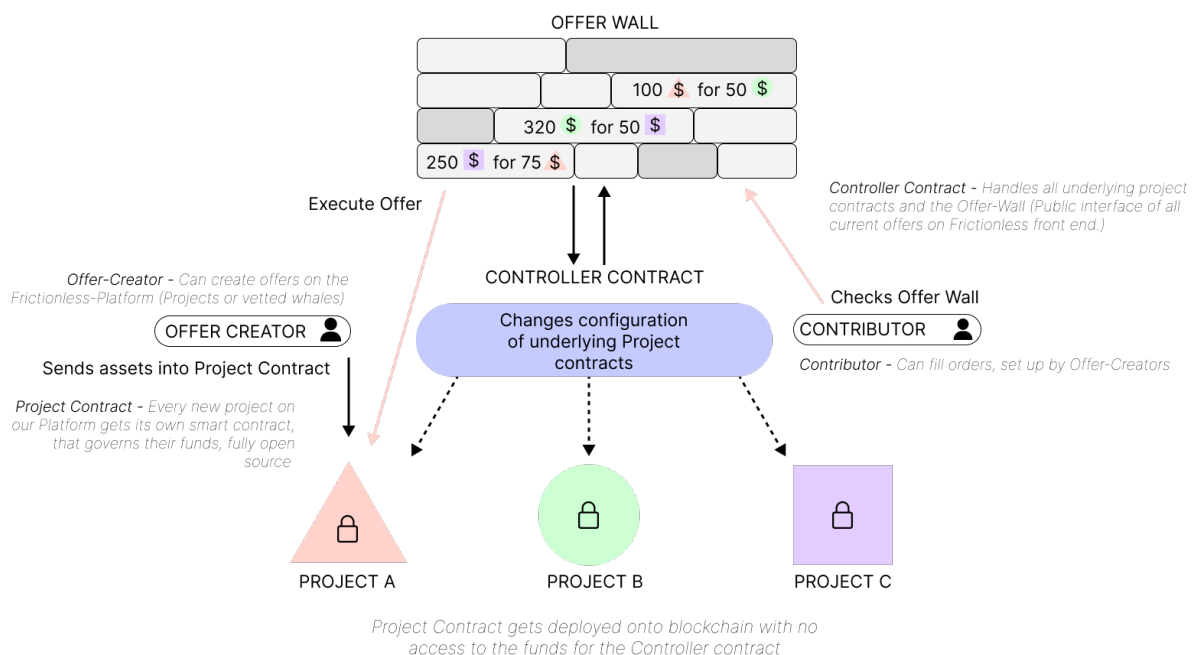 OFFER WALL
100 $ for 50 $
320 $ for 50 $
250 $ for 75 $
Execute Offer
Controller Contract - Handles all underlying project
contracts and the Offer-Wall (Public interface of all
current offers on Frictionless front end.)
Offer-Creator - Can create offers on the
Frictionless-Platform (Projects or vetted whales)
CONTROLLER CONTRACT
Checks Offer Wall
OFFER CREATOR
Changes configuration
of underlying Project
contracts
CONTRIBUTOR
Sends assets into Project Contract
Contributor - Can fill orders, set up by Offer-Creators
Project Contract - Every new project on
our Platform gets its own smart contract,
that governs their funds, fully open
source
PROJECT A
PROJECT B
PROJECT C
Project Contract gets deployed onto blockchain with no
access to the funds for the Controller contract